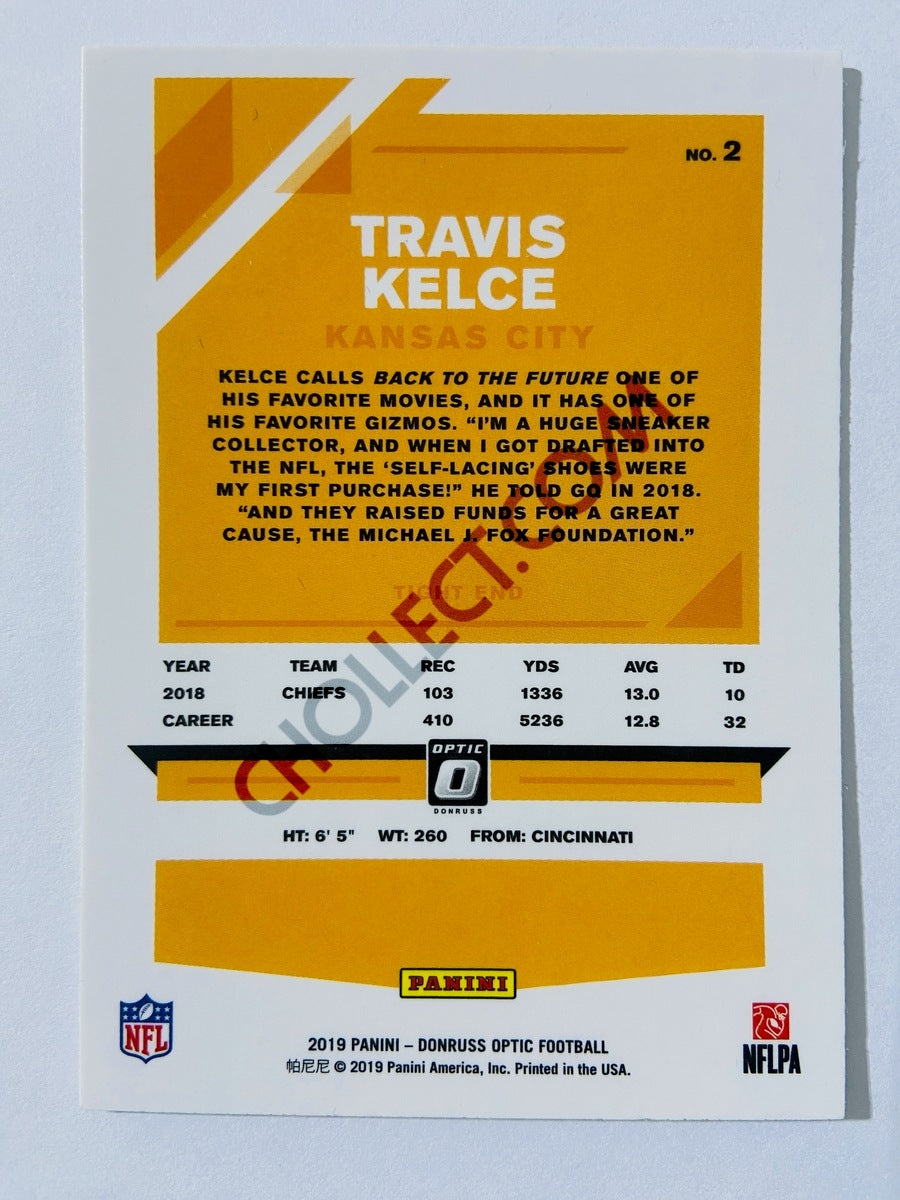 NO. 2
TRAVIS
KELCE
KANSAS CITY
KELCE CALLS BACK TO THE FUTURE ONE OF
HIS FAVORITE MOVIES, AND IT HAS ONE OF
HIS FAVORITE GIZMOS. “I’M A HUGE SNEAKER
COLLECTOR, AND WHEN I GOT DRAFTED INTO
THE NFL, THE ‘SELF-LACING’ SHOES WERE
MY FIRST PURCHASE!” HE TOLD GQ IN 2018.
“AND THEY RAISED FUNDS FOR A GREAT
CAUSE, THE MICHAEL J. FOX FOUNDATION.”
TIGHT END
CHOLLECT.COM
YEAR TEAM REC YDS AVG TD
2018 CHIEFS 103 1336 13.0 10
CAREER 410 5236 12.8 32
OPTIC
O
DONRUSS
HT: 6' 5" WT: 260 FROM: CINCINNATI
PANINI
NFL
2019 PANINI – DONRUSS OPTIC FOOTBALL
帕尼尼 © 2019 Panini America, Inc. Printed in the USA.
NFLPA